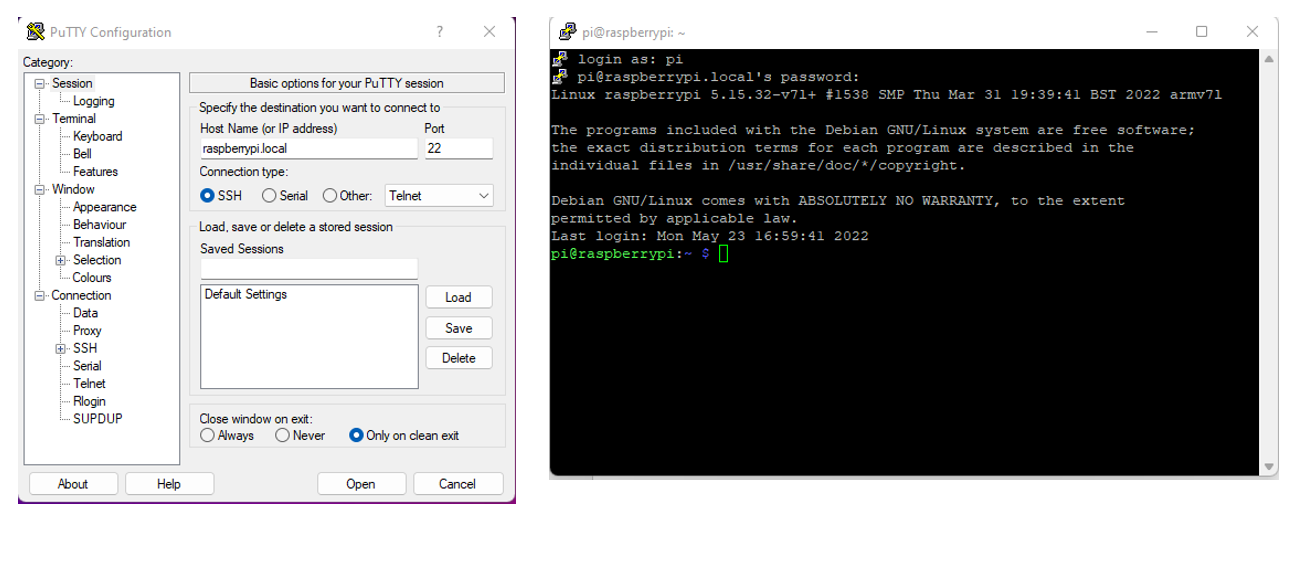 PuTTY Configuration
?
Category:
Session
Logging
Terminal
Keyboard
Bell
Features
Window
Appearance
Behaviour
Translation
Selection
Colours
Connection
Data
Proxy
SSH
Serial
Telnet
Rlogin
SUPDUP
Basic options for your PuTTY session
Specify the destination you want to connect to
Host Name (or IP address) Port
raspberrypi.local 22
Connection type:
SSH Serial Other: Telnet
Load, save or delete a stored session
Saved Sessions
Default Settings
Load
Save
Delete
Close window on exit:
Always Never Only on clean exit
About Help Open Cancel
pi@raspberrypi: ~
login as: pi
pi@raspberrypi.local's password:
Linux raspberrypi 5.15.32-v7l+ #1538 SMP Thu Mar 31 19:39:41 BST 2022 armv7l
The programs included with the Debian GNU/Linux system are free software;
the exact distribution terms for each program are described in the
individual files in /usr/share/doc/*/copyright.
Debian GNU/Linux comes with ABSOLUTELY NO WARRANTY, to the extent
permitted by applicable law.
Last login: Mon May 23 16:59:41 2022
pi@raspberrypi:~ $